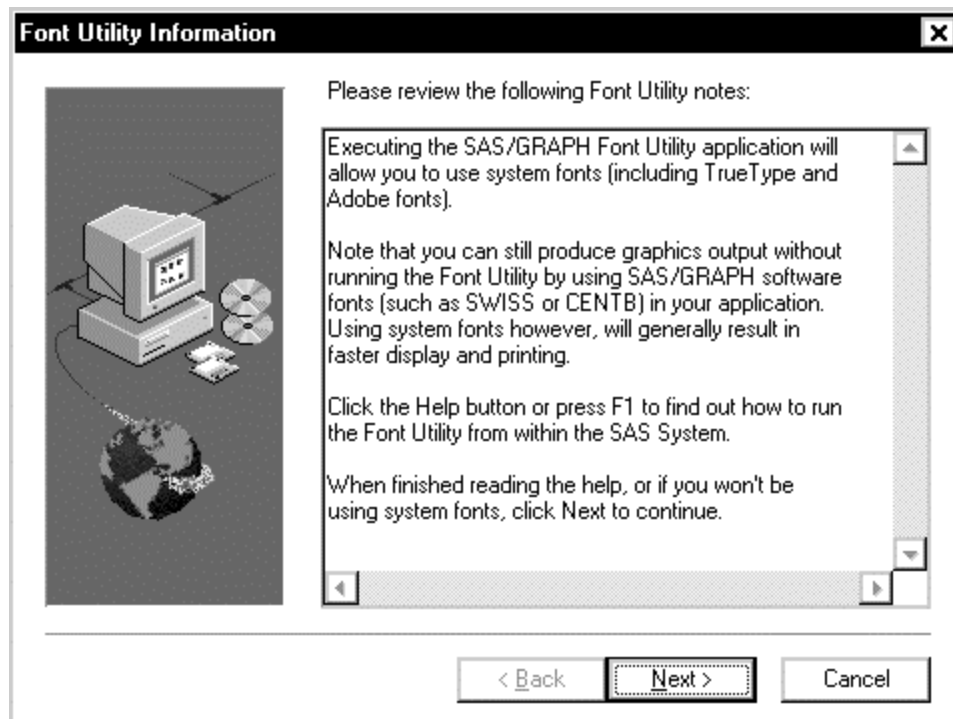 Font Utility Information
Please review the following Font Utility notes:
Executing the SAS/GRAPH Font Utility application will
allow you to use system fonts (including TrueType and
Adobe fonts).
Note that you can still produce graphics output without
running the Font Utility by using SAS/GRAPH software
fonts (such as SWISS or CENTB) in your application.
Using system fonts however, will generally result in
faster display and printing.
Click the Help button or press F1 to find out how to run
the Font Utility from within the SAS System.
When finished reading the help, or if you won't be
using system fonts, click Next to continue.
< Back
Next >
Cancel